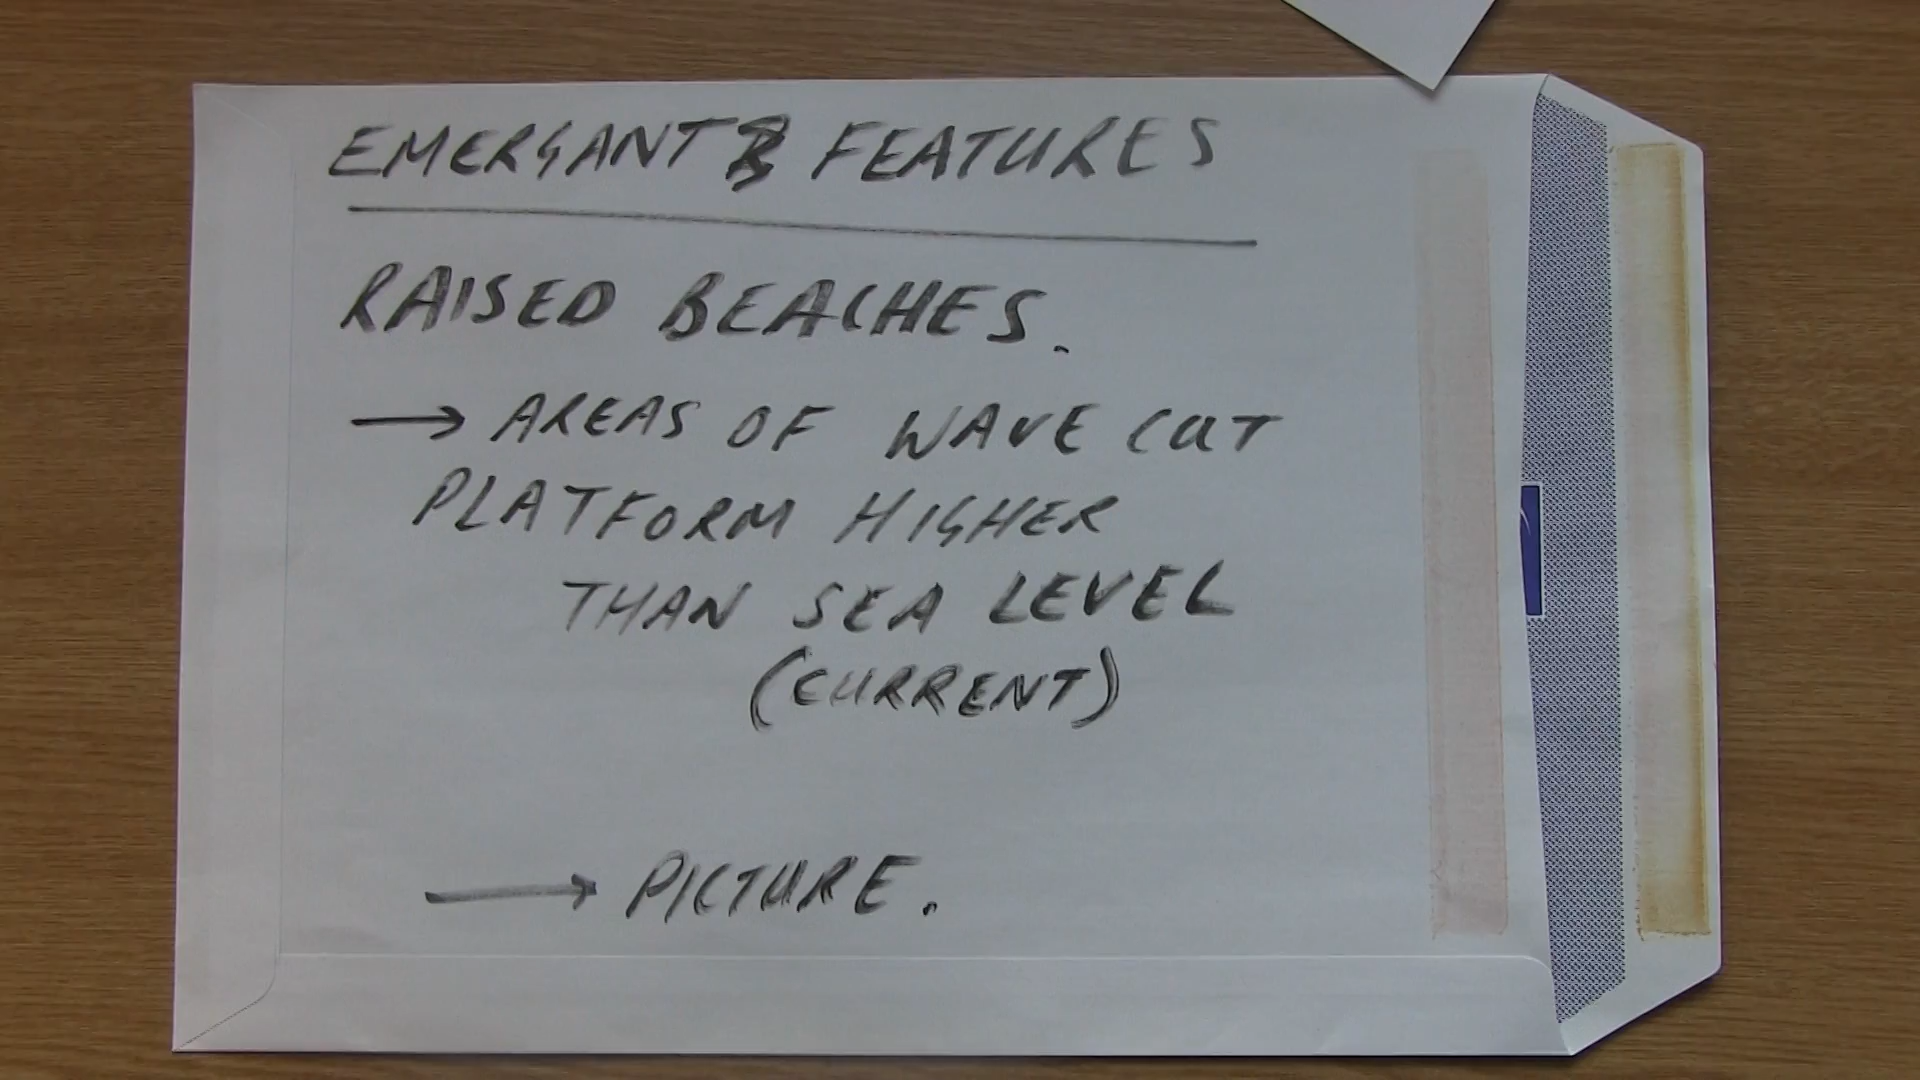 EMERGANT FEATURES
RAISED BEACHES.
→ AREAS OF WAVE CUT
PLATFORM HIGHER
THAN SEA LEVEL
(CURRENT)
→ PICTURE.